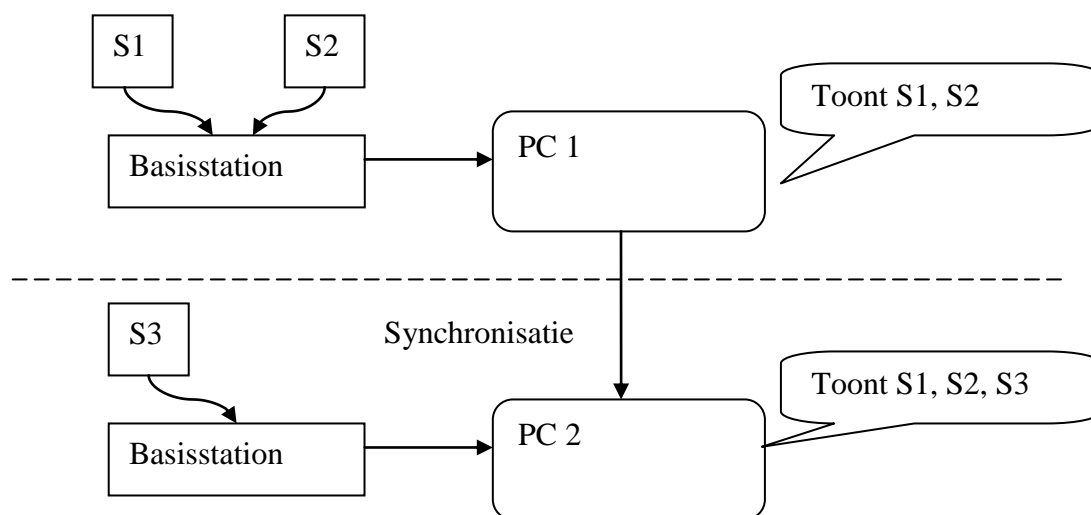 S1
S2
Toont S1, S2
Basisstation
PC 1
S3
Synchronisatie
Toont S1, S2, S3
Basisstation
PC 2